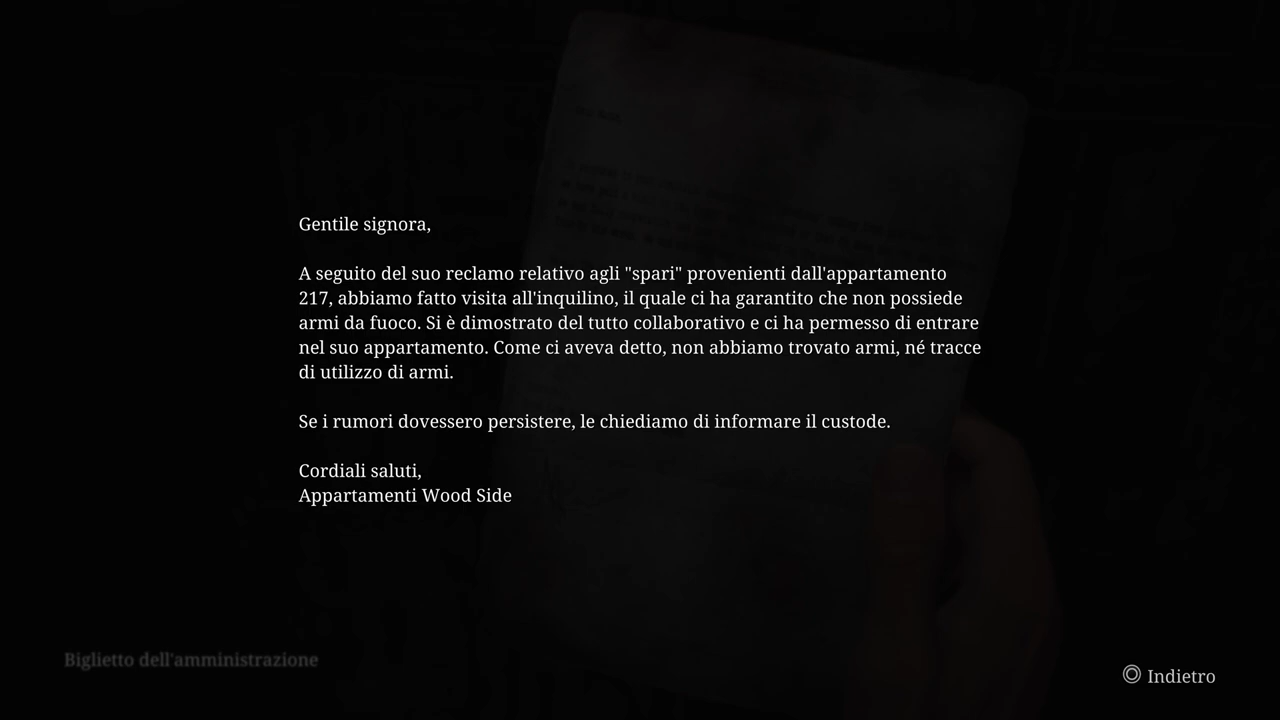 Gentile signora,
A seguito del suo reclamo relativo agli "spari" provenienti dall'appartamento
217, abbiamo fatto visita all'inquilino, il quale ci ha garantito che non possiede
armi da fuoco. Si è dimostrato del tutto collaborativo e ci ha permesso di entrare
nel suo appartamento. Come ci aveva detto, non abbiamo trovato armi, né tracce
di utilizzo di armi.
Se i rumori dovessero persistere, le chiediamo di informare il custode.
Cordiali saluti,
Appartamenti Wood Side
Biglietto dell'amministrazione
Indietro